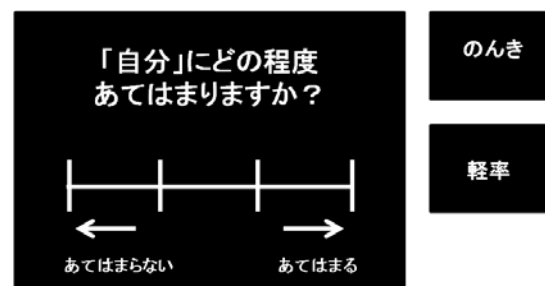 「自分」にどの程度
あてはまりますか？
あてはまらない
あてはまる
のんき
軽率